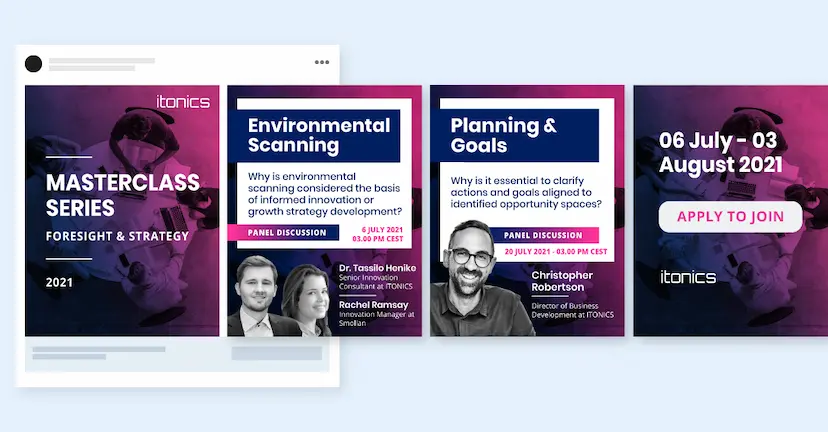 itonics
MASTERCLASS
SERIES
FORESIGHT & STRATEGY
2021
Environmental
Scanning
Why is environmental
scanning considered the basis
of informed innovation or
growth strategy development?
PANEL DISCUSSION
6 JULY 2021
03.00 PM CEST
Dr. Tassilo Henike
Senior Innovation
Consultant at ITONICS
Rachel Ramsay
Innovation Manager at
Smollan
Planning &
Goals
Why is it essential to clarify
actions and goals aligned to
identified opportunity spaces?
PANEL DISCUSSION
20 JULY 2021 - 03.00 PM CEST
Christopher
Robertson
Director of Business
Development at ITONICS
06 July - 03
August 2021
APPLY TO JOIN
itonics